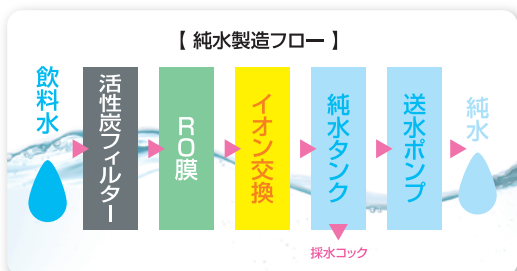 【 純水製造フロー 】
飲料水
活性炭フィルター
RO膜
イオン交換
純水タンク
送水ポンプ
純水
採水コック